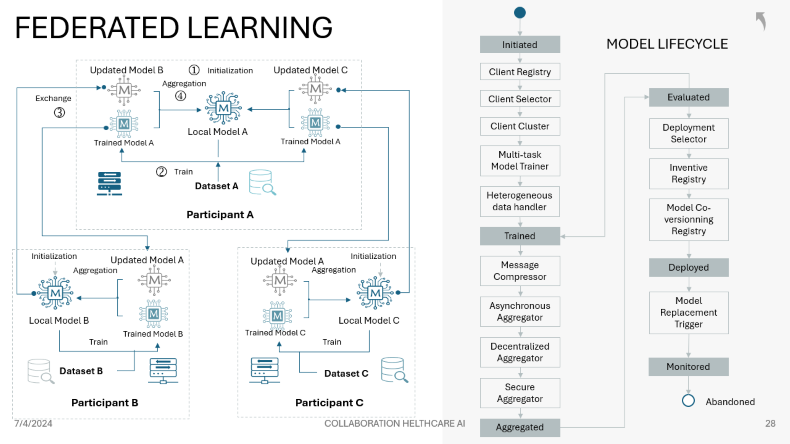 FEDERATED LEARNING
Updated Model B
① Initialization
Updated Model C
Aggregation
④
Exchange
③
M
M
M
Local Model A
M
M
Trained Model A
Trained Model A
② Train
Dataset A
Participant A
Initialization
Updated Model A
Aggregation
M
M
M
Local Model B
Trained Model B
Train
Dataset B
Participant B
Updated Model A
Initialization
Aggregation
M
M
M
Local Model C
Trained Model C
Train
Dataset C
Participant C
MODEL LIFECYCLE
Initiated
Client Registry
Client Selector
Client Cluster
Multi-task
Model Trainer
Heterogeneous
data handler
Trained
Message
Compressor
Asynchronous
Aggregator
Decentralized
Aggregator
Secure
Aggregator
Aggregated
Evaluated
Deployment
Selector
Inventive
Registry
Model Co-
versionning
Registry
Deployed
Model
Replacement
Trigger
Monitored
Abandoned
7/4/2024
COLLABORATION HELTHCARE AI
28